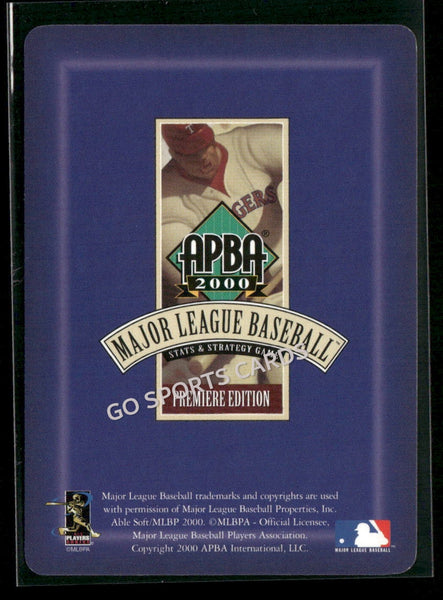 T
GERS
APBA®
2000
MAJOR LEAGUE BASEBALL™
STATS & STRATEGY GAME
GO SPORTS CARDS
PREMIERE EDITION
Major League Baseball trademarks and copyrights are used
with permission of Major League Baseball Properties, Inc.
Able Soft/MLBP 2000. ©MLBPA - Official Licensee,
Major League Baseball Players Association.
Copyright 2000 APBA International, LLC.
PLAYERS
CHOICE
©MLBPA
MAJOR LEAGUE BASEBALL